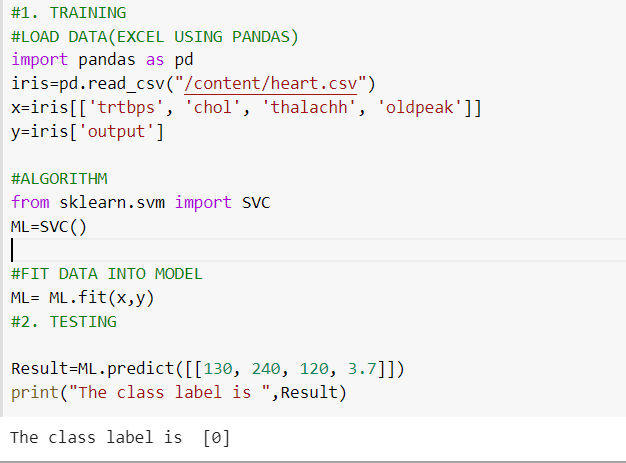 #1. TRAINING
#LOAD DATA(EXCEL USING PANDAS)
import pandas as pd
iris=pd.read_csv("/content/heart.csv")
x=iris[['trtbps', 'chol', 'thalachh', 'oldpeak']]
y=iris['output']
#ALGORITHM
from sklearn.svm import SVC
ML=SVC()
#FIT DATA INTO MODEL
ML= ML.fit(x,y)
#2. TESTING
Result=ML.predict([[130, 240, 120, 3.7]])
print("The class label is ",Result)
The class label is  [0]